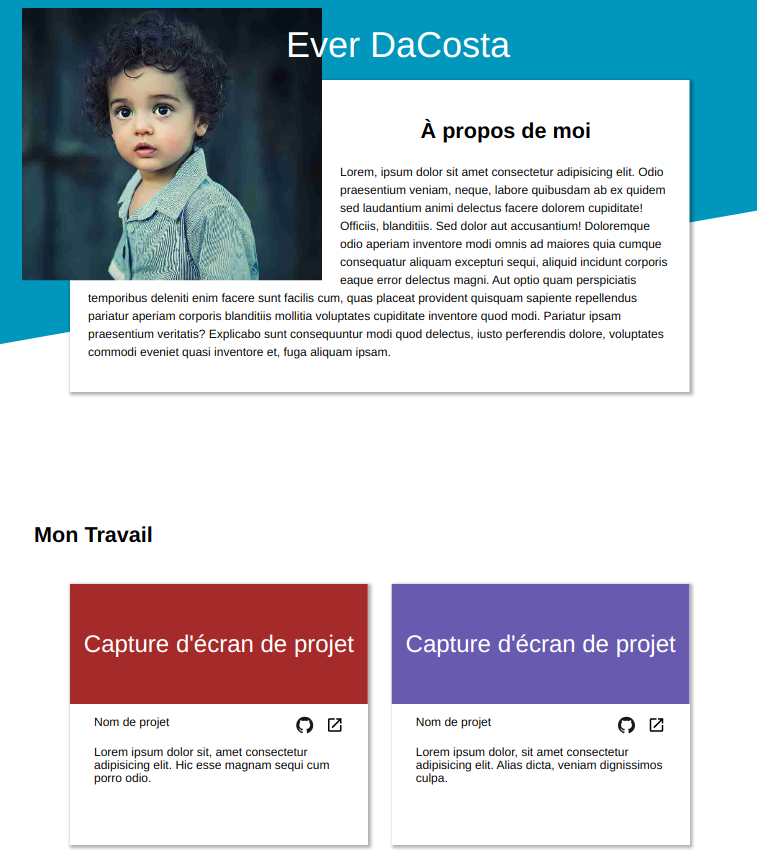 Ever DaCosta
À propos de moi
Lorem, ipsum dolor sit amet consectetur adipisicing elit. Odio
praesentium veniam, neque, labore quibusdam ab ex quidem
sed laudantium animi delectus facere dolorem cupiditate!
Officiis, blanditiis. Sed dolor aut accusantium! Doloremque
odio aperiam inventore modi omnis ad maiores quia cumque
consequatur aliquam excepturi sequi, aliquid incidunt corporis
eaque error delectus magni. Aut optio quam perspiciatis
temporibus deleniti enim facere sunt facilis cum, quas placeat provident quisquam sapiente repellendus
pariatur aperiam corporis blanditiis mollitia voluptates cupiditate inventore quod modi. Pariatur ipsam
praesentium veritatis? Explicabo sunt consequuntur modi quod delectus, iusto perferendis dolore, voluptates
commodi eveniet quasi inventore et, fuga aliquam ipsam.
Mon Travail
Capture d'écran de projet
Nom de projet
Lorem ipsum dolor sit, amet consectetur
adipisicing elit. Hic esse magnam sequi cum
porro odio.
Capture d'écran de projet
Nom de projet
Lorem ipsum dolor, sit amet consectetur
adipisicing elit. Alias dicta, veniam dignissimos
culpa.